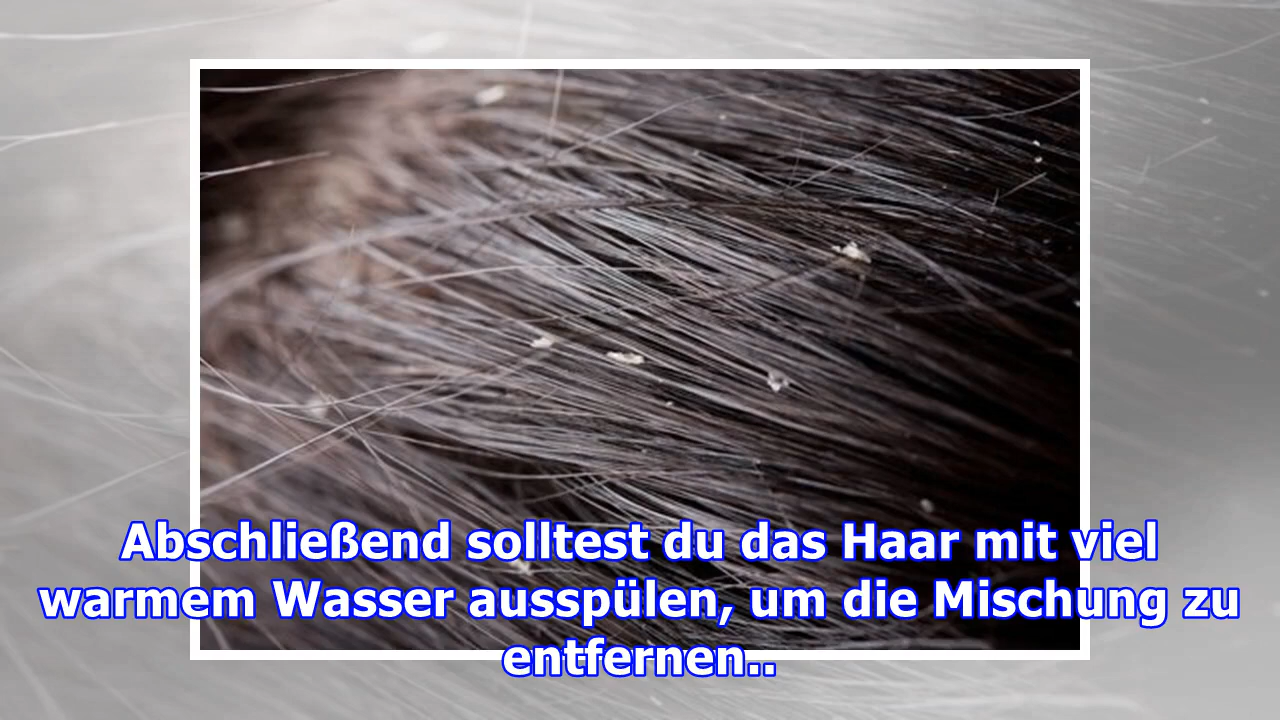 Abschließend solltest du das Haar mit viel
warmem Wasser ausspülen, um die Mischung zu
entfernen..